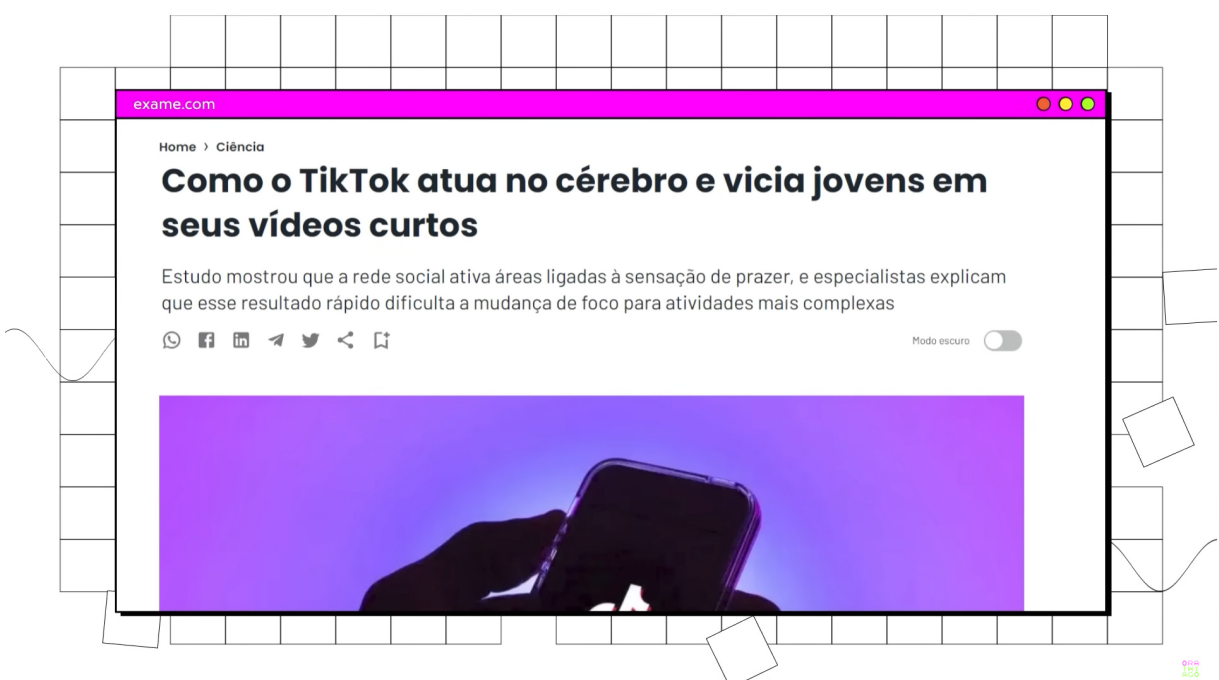 exame.com
Home › Ciência
Como o TikTok atua no cérebro e vicia jovens em
seus vídeos curtos
Estudo mostrou que a rede social ativa áreas ligadas à sensação de prazer, e especialistas explicam
que esse resultado rápido dificulta a mudança de foco para atividades mais complexas
Modo escuro